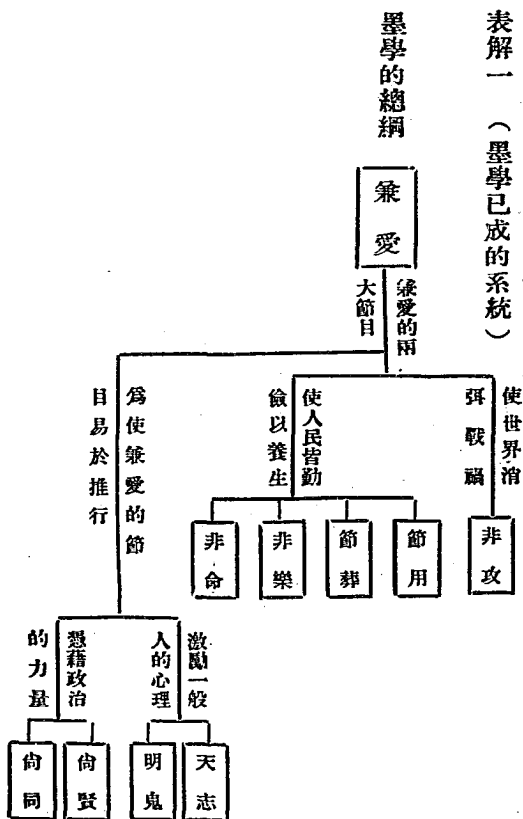 表解一　（墨學已成的系統）
墨學的總綱
兼愛
兼愛的兩
大節目
使世界消
弭戰禍
非攻
使人民皆勤
儉以養生
節用
節葬
非樂
非命
爲使兼愛的節
目易於推行
激勵一般
人的心理
天志
明鬼
憑藉政治
的力量
尙賢
尙同